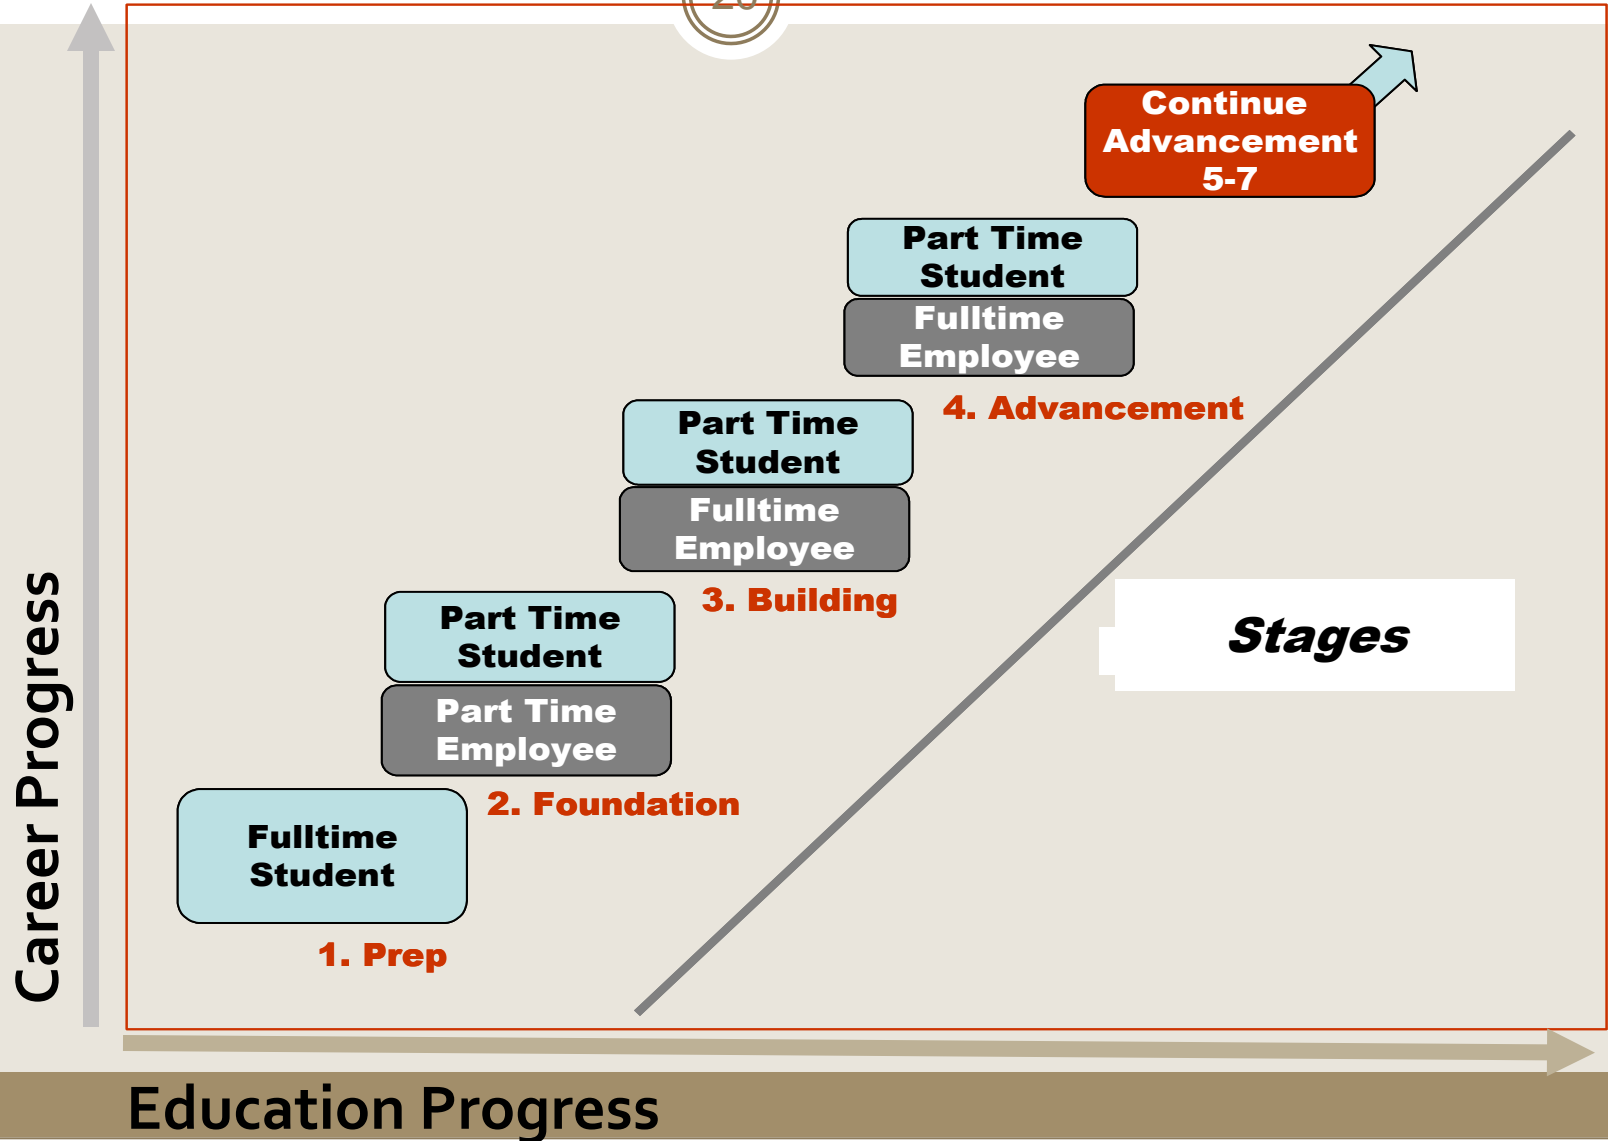 Continue
Advancement
5-7
Part Time
Student
Fulltime
Employee
4. Advancement
Part Time
Student
Fulltime
Employee
3. Building
Stages
Part Time
Student
Part Time
Employee
2. Foundation
Fulltime
Student
1. Prep
Career Progress
Education Progress